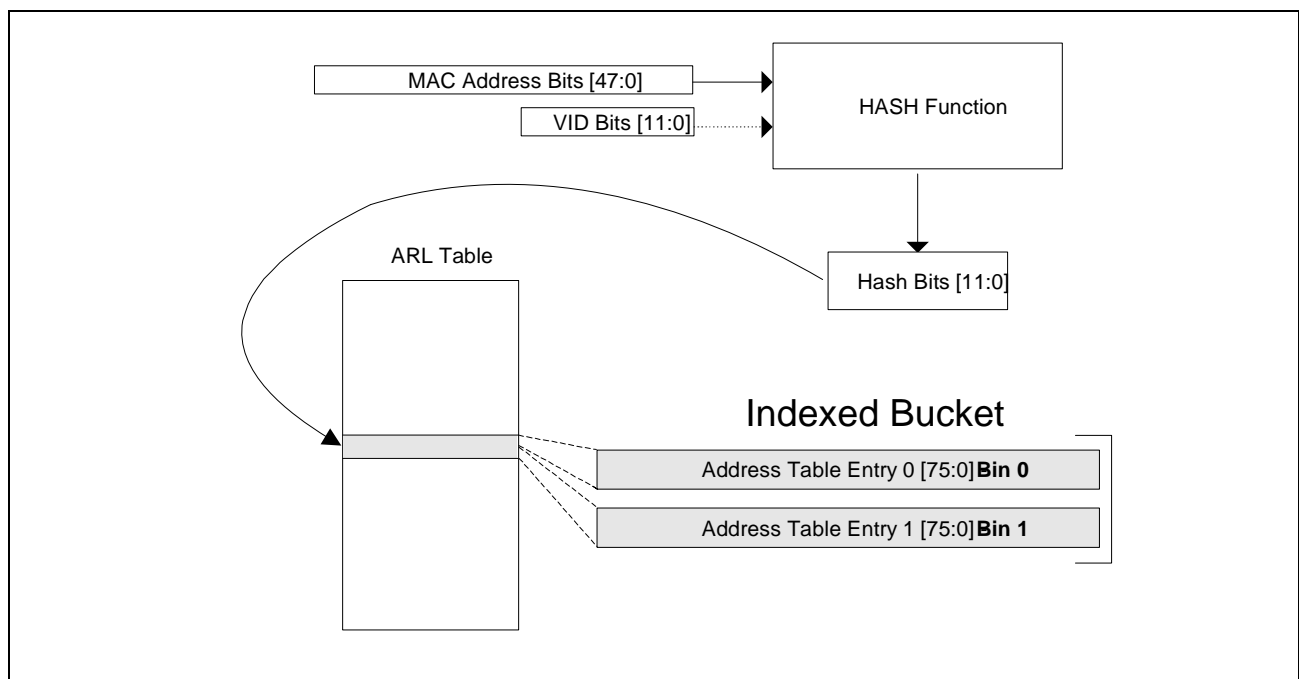 MAC Address Bits [47:0]
HASH Function
VID Bits [11:0]
ARL Table
Hash Bits [11:0]
Indexed Bucket
Address Table Entry 0 [75:0] Bin 0
Address Table Entry 1 [75:0] Bin 1